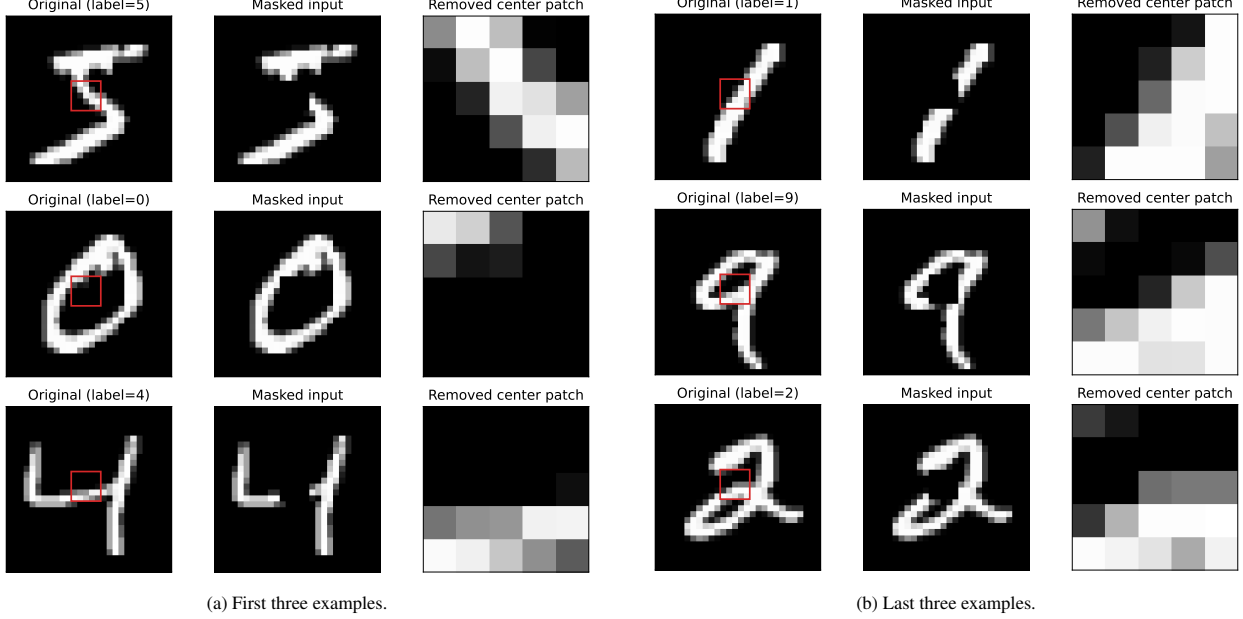 Original (label=5) Masked input Removed center patch
Original (label=0) Masked input Removed center patch
Original (label=4) Masked input Removed center patch
(a) First three examples.
Original (label=1) Masked input Removed center patch
Original (label=9) Masked input Removed center patch
Original (label=2) Masked input Removed center patch
(b) Last three examples.